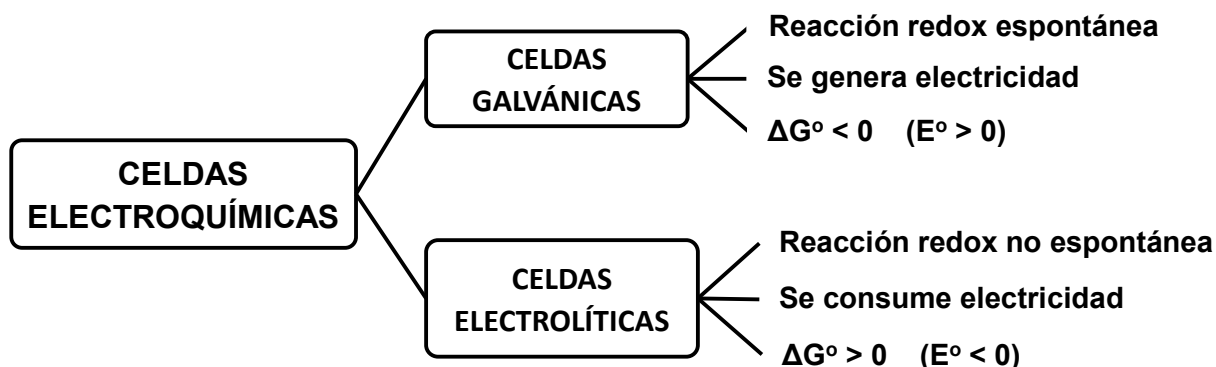 CELDAS
ELECTROQUÍMICAS
CELDAS
GALVÁNICAS
Reacción redox espontánea
Se genera electricidad
ΔGº < 0 (Eº > 0)
CELDAS
ELECTROLÍTICAS
Reacción redox no espontánea
Se consume electricidad
ΔGº > 0 (Eº < 0)